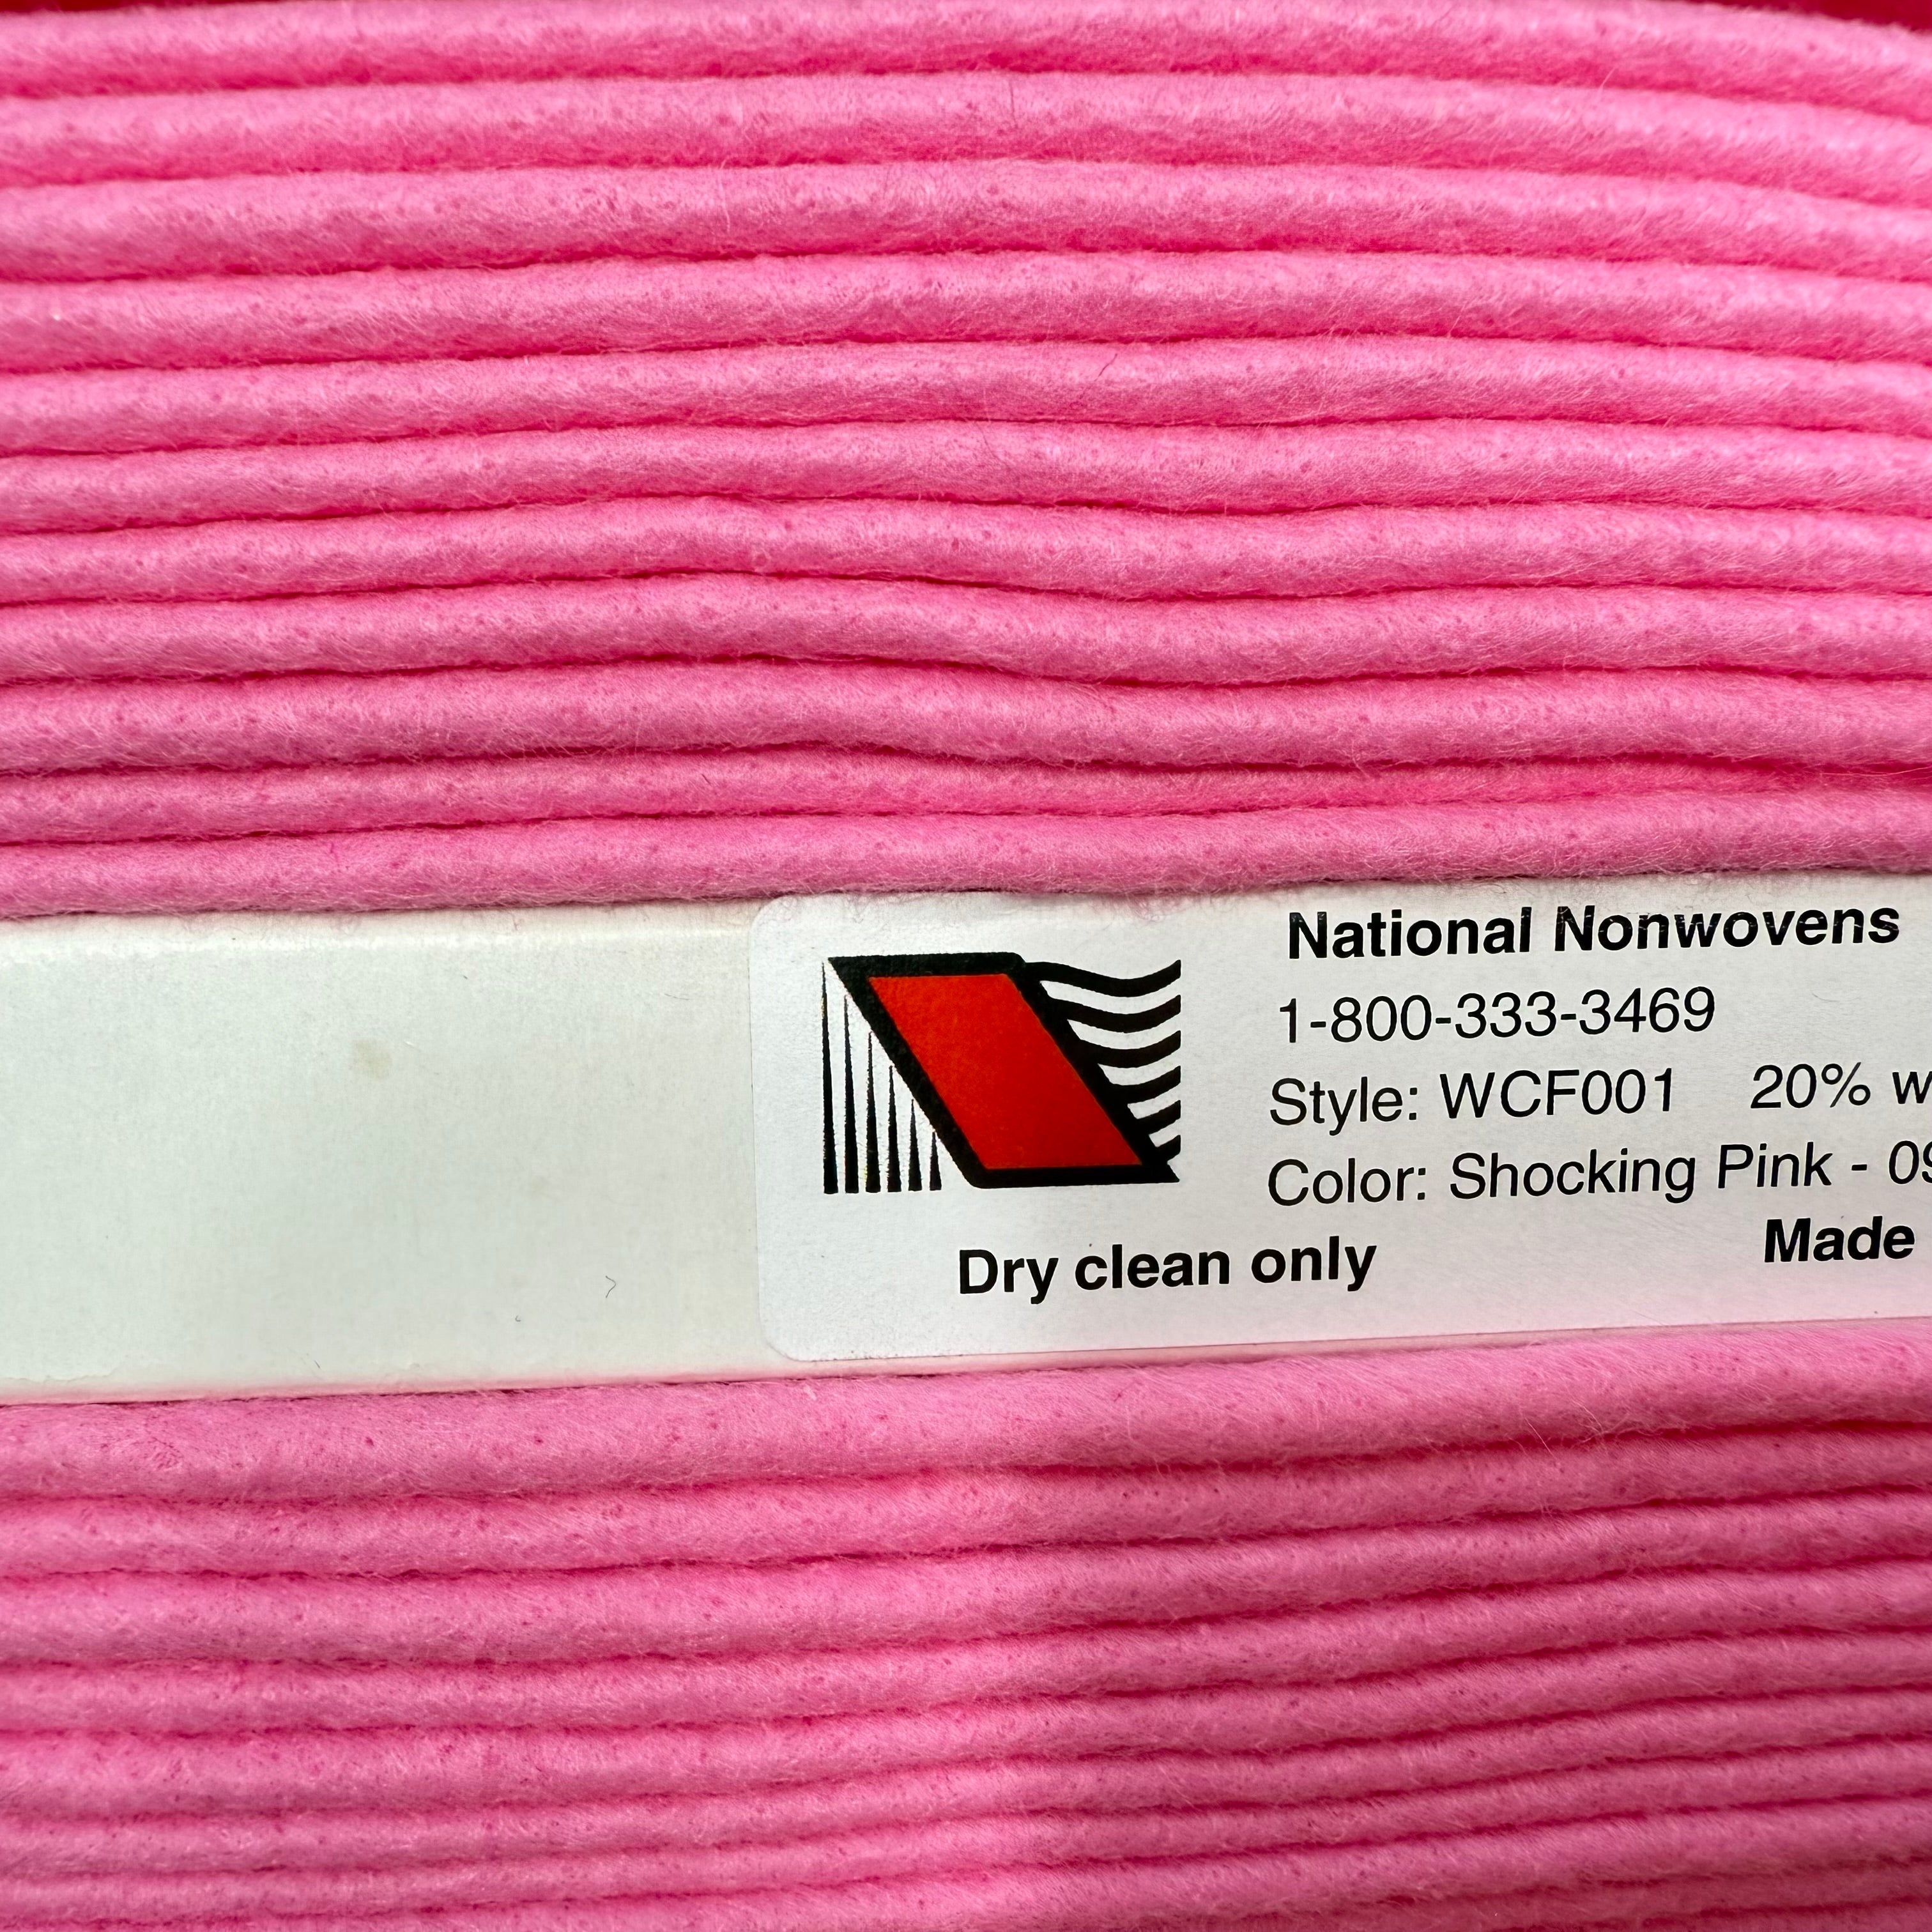 National Nonwovens
1-800-333-3469
Style: WCF001 20%
Color: Shocking Pink -
Dry clean only Made